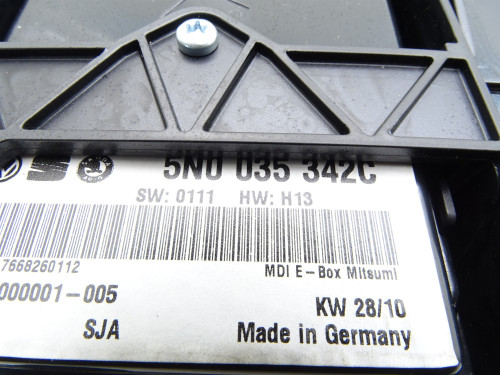 5N0 035 342C
SW: 0111 HW: H13
7668260112
MDI E-Box Mitsumi
000001-005
KW 28/10
SJA
Made in Germany